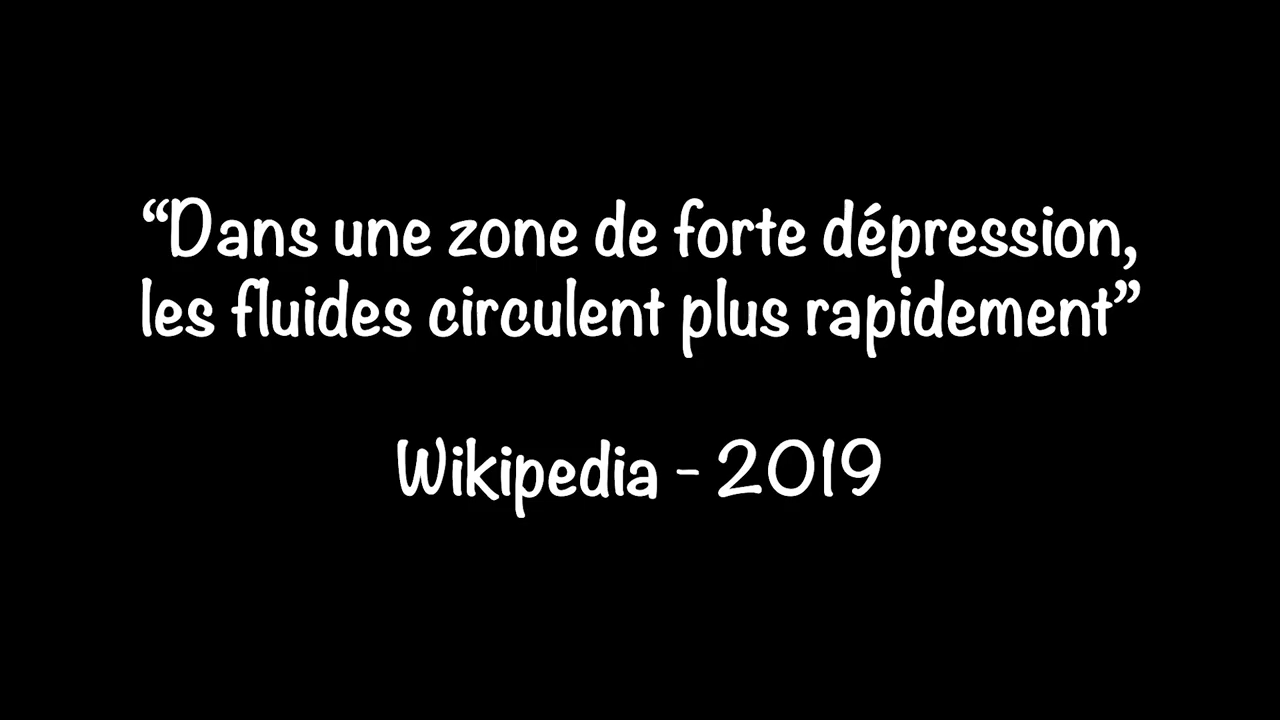 “Dans une zone de forte dépression,
les fluides circulent plus rapidement”
Wikipedia - 2019